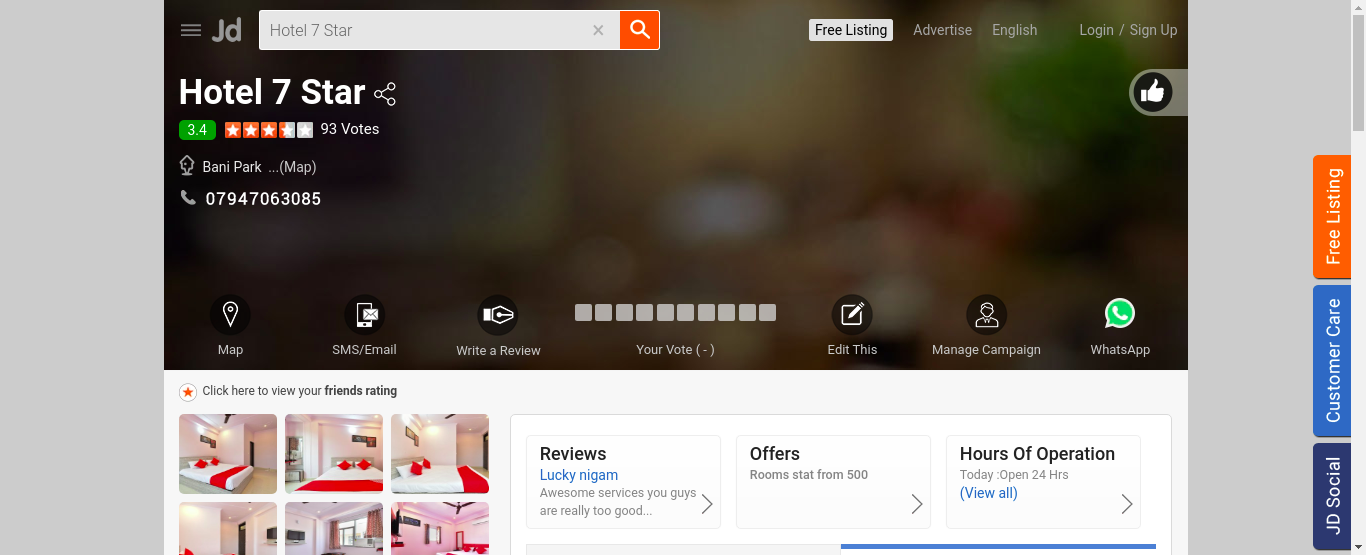 Jd
Hotel 7 Star
Free Listing
Advertise
English
Login / Sign Up
Hotel 7 Star
3.4
93 Votes
Bani Park ...(Map)
07947063085
Map
SMS/Email
Write a Review
Your Vote ( - )
Edit This
Manage Campaign
WhatsApp
Click here to view your friends rating
Reviews
Lucky nigam
Awesome services you guys
are really too good...
Offers
Rooms stat from 500
Hours Of Operation
Today :Open 24 Hrs
(View all)
Free Listing
Customer Care
JD Social